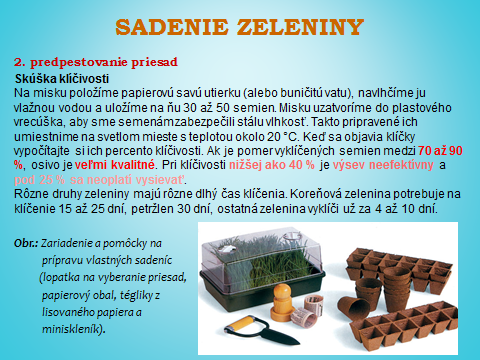 SADENIE ZELENINY
2. predpestovanie priesad
Skúška klíčivosti
Na misku položíme papierovú savú utierku (alebo buničitú vatu), navlhčíme ju
vlažnou vodou a uložíme na ňu 30 až 50 semien. Misku uzatvoríme do plastového
vrecúška, aby sme semenámzabezpečili stálu vlhkosť. Takto pripravené ich
umiestnime na svetlom mieste s teplotou okolo 20 °C. Keď sa objavia klíčky
vypočítajte si ich percento klíčivosti. Ak je pomer vyklíčených semien medzi 70 až 90
%, osivo je veľmi kvalitné. Pri klíčivosti nižšej ako 40 % je výsev neefektívny a
pod 25 % sa neoplatí vysievať.
Rôzne druhy zeleniny majú rôzne dlhý čas klíčenia. Koreňová zelenina potrebuje na
klíčenie 15 až 25 dní, petržlen 30 dní, ostatná zelenina vyklíči už za 4 až 10 dní.
Obr.: Zariadenie a pomôcky na
prípravu vlastných sadeníc
(lopatka na vyberanie priesad,
papierový obal, tégliky z
lisovaného papiera a
miniskleník).